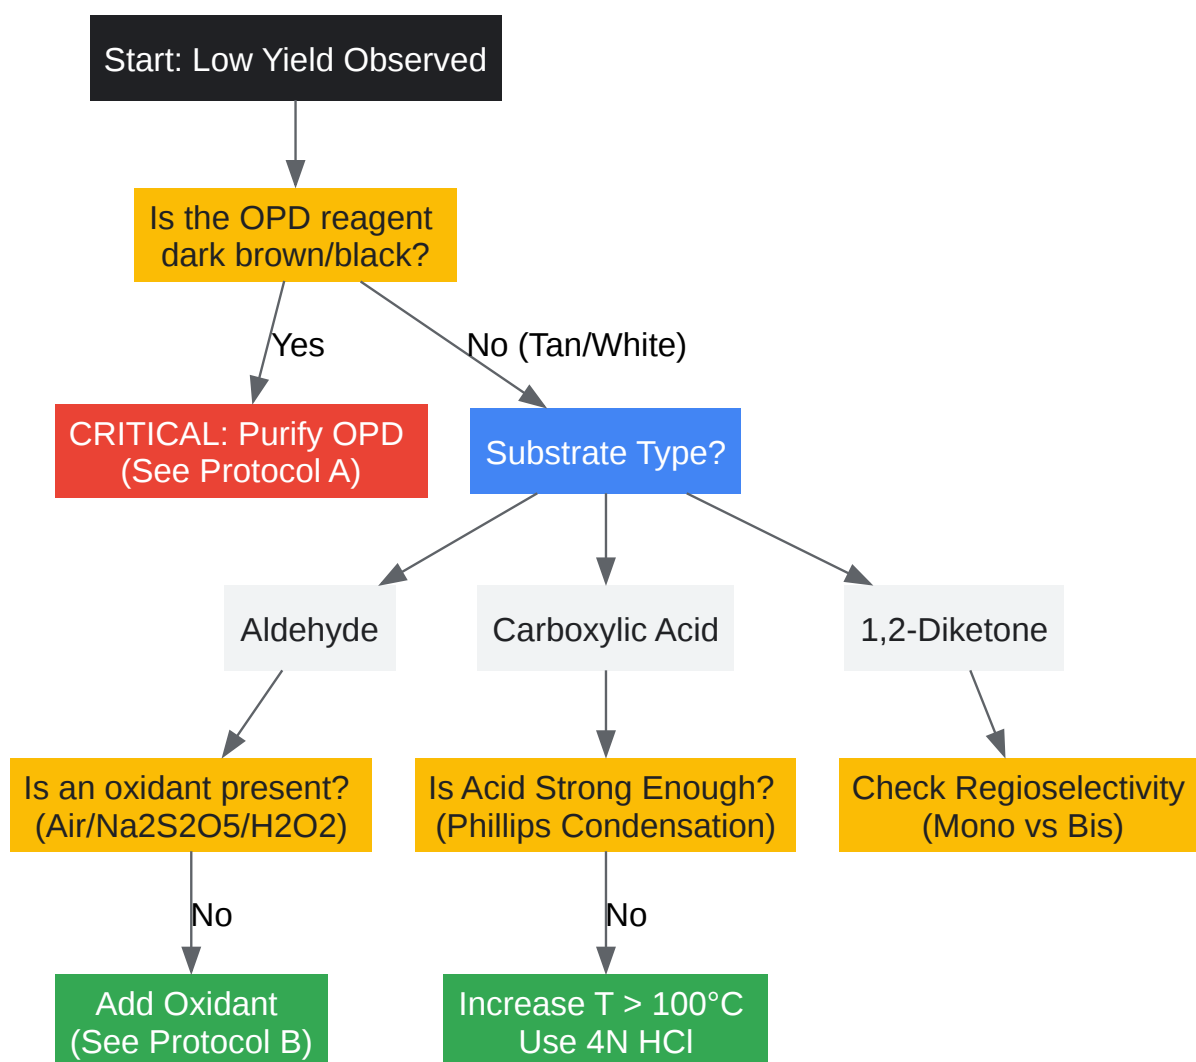 Start: Low Yield Observed
Is the OPD reagent
dark brown/black?
Yes
No (Tan/White)
CRITICAL: Purify OPD
(See Protocol A)
Substrate Type?
Aldehyde
Carboxylic Acid
1,2-Diketone
Is an oxidant present?
(Air/Na2S2O5/H2O2)
Is Acid Strong Enough?
(Phillips Condensation)
Check Regioselectivity
(Mono vs Bis)
No
No
Add Oxidant
(See Protocol B)
Increase T > 100°C
Use 4N HCl